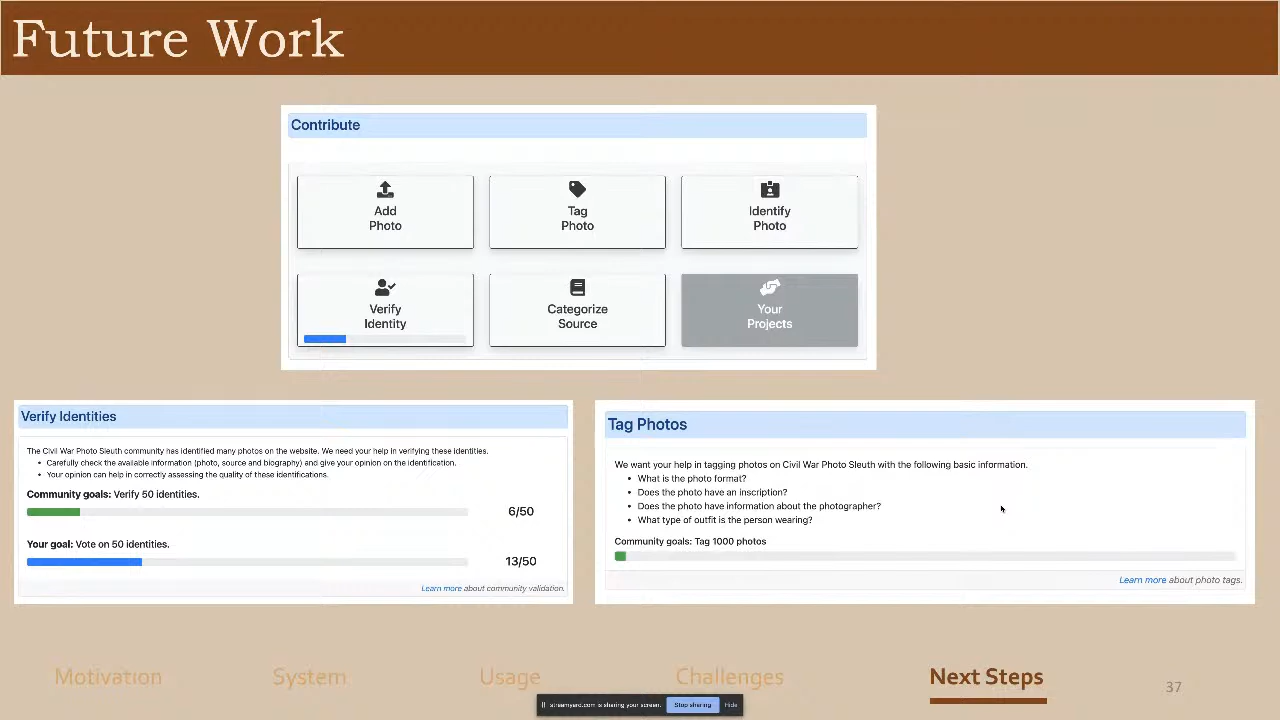 Future Work
Contribute
Add
Photo
Tag
Photo
Identify
Photo
Verify
Identity
Categorize
Source
Your
Projects
Verify Identities
The Civil War Photo Sleuth community has identified many photos on the website. We need your help in verifying these identities.
• Carefully check the available information (photo, source and biography) and give your opinion on the identification.
• Your opinion can help in correctly assessing the quality of these identifications.
Community goals: Verify 50 identities.
6/50
Your goal: Vote on 50 identities.
13/50
Learn more about community validation.
Tag Photos
We want your help in tagging photos on Civil War Photo Sleuth with the following basic information.
• What is the photo format?
• Does the photo have an inscription?
• Does the photo have information about the photographer?
• What type of outfit is the person wearing?
Community goals: Tag 1000 photos
Learn more about photo tags.
Motivation System Usage Challenges Next Steps 37
streamyard.com is sharing your screen. Stop sharing Hide